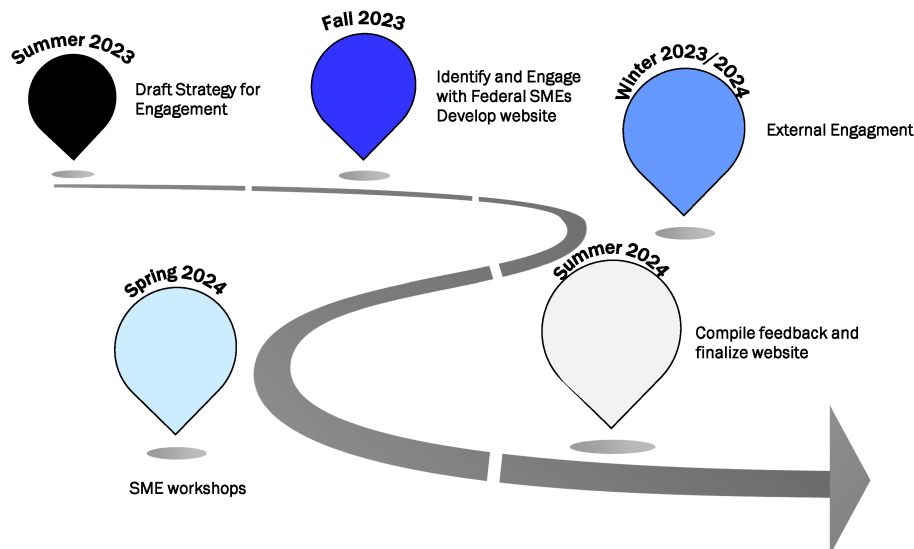 Summer 2023
Draft Strategy for
Engagement
Fall 2023
Identify and Engage
with Federal SMEs
Develop website
Winter 2023/2024
External Engagment
Spring 2024
SME workshops
Summer 2024
Compile feedback and
finalize website